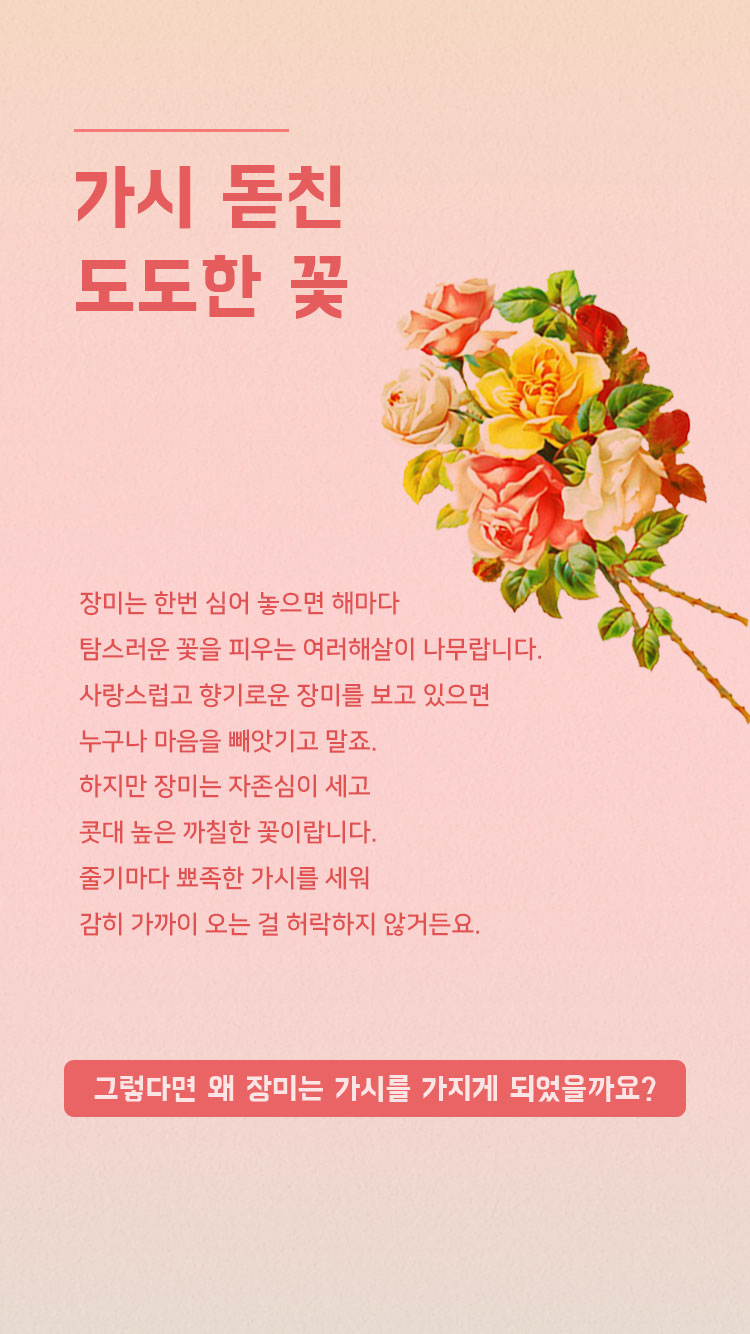 가시 돋친
도도한 꽃
장미는 한번 심어 놓으면 해마다
탐스러운 꽃을 피우는 여러해살이 나무랍니다.
사랑스럽고 향기로운 장미를 보고 있으면
누구나 마음을 빼앗기고 말죠.
하지만 장미는 자존심이 세고
콧대 높은 까칠한 꽃이랍니다.
줄기마다 뾰족한 가시를 세워
감히 가까이 오는 걸 허락하지 않거든요.
그렇다면 왜 장미는 가시를 가지게 되었을까요?